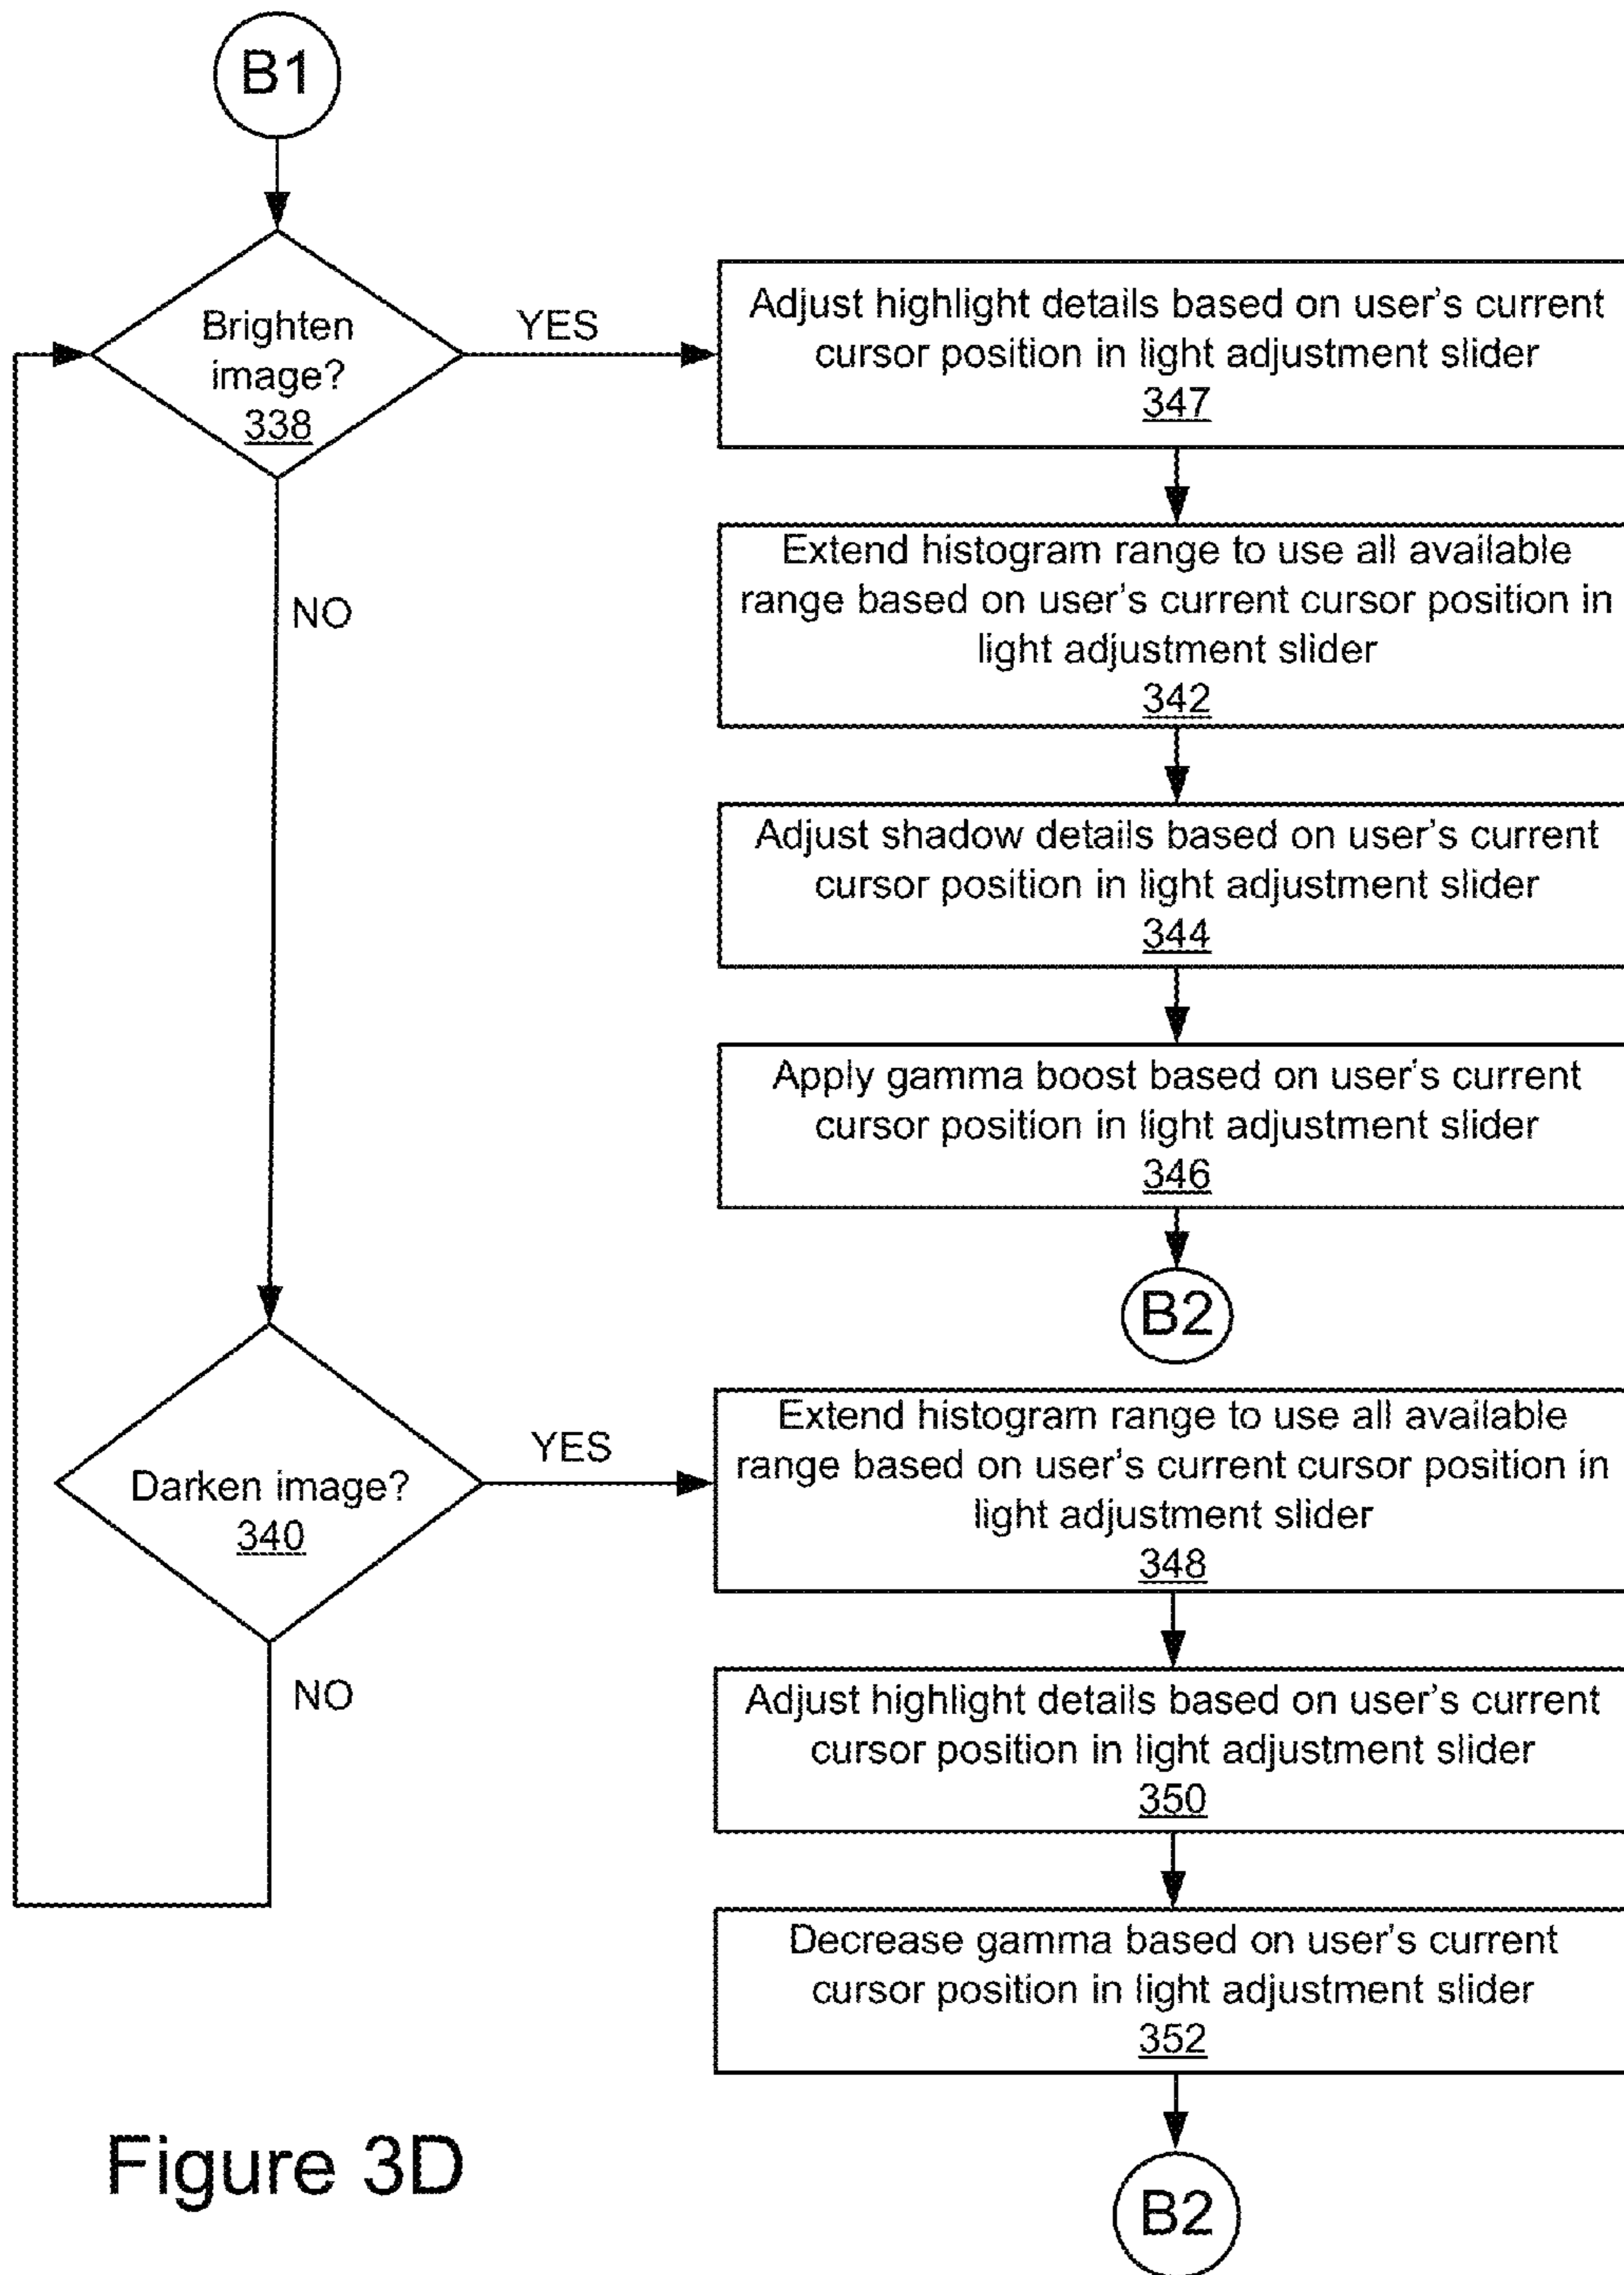 B1
Brighten
image?
338
YES
NO
Adjust highlight details based on user's current
cursor position in light adjustment slider
347
Extend histogram range to use all available
range based on user's current cursor position in
light adjustment slider
342
Adjust shadow details based on user's current
cursor position in light adjustment slider
344
Apply gamma boost based on user's current
cursor position in light adjustment slider
346
B2
Darken image?
340
YES
NO
Extend histogram range to use all available
range based on user's current cursor position in
light adjustment slider
348
Adjust highlight details based on user's current
cursor position in light adjustment slider
350
Decrease gamma based on user's current
cursor position in light adjustment slider
352
B2
Figure 3D